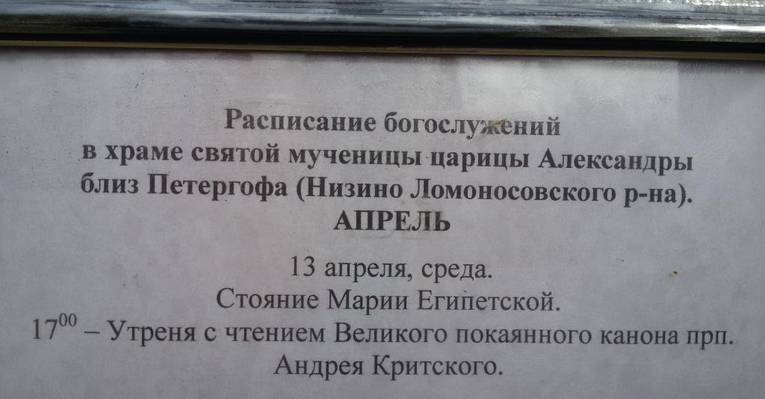 Расписание богослужений
в храме святой мученицы царицы Александры
близ Петергофа (Низино Ломоносовского р-на).
АПРЕЛЬ
13 апреля, среда.
Стояние Марии Египетской.
17⁰⁰ – Утреня с чтением Великого покаянного канона прп.
Андрея Критского.